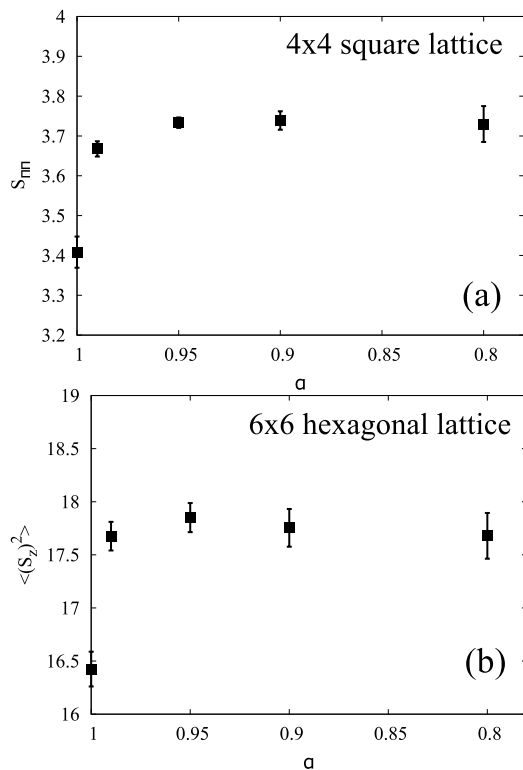 4
4x4 square lattice
3.9
3.8
3.7
3.6
3.5
3.4
3.3
3.2
Sππ
(a)
1 0.95 0.9 0.85 0.8
α
19
6x6 hexagonal lattice
18.5
18
17.5
17
16.5
16
<(Sz)2>
(b)
1 0.95 0.9 0.85 0.8
α